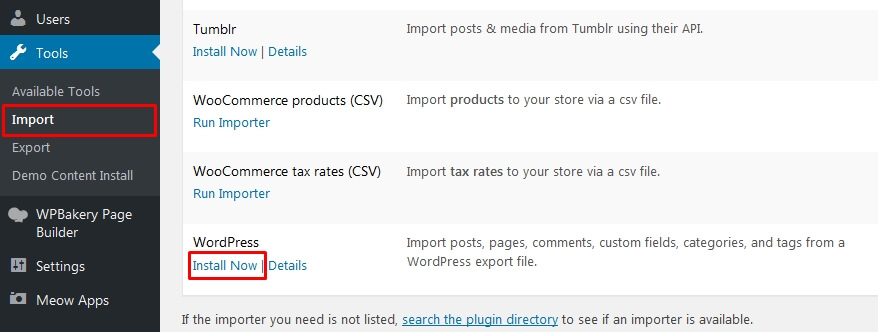 Users
Tools
Available Tools
Import
Export
Demo Content Install
WPBakery Page
Builder
Settings
Meow Apps
Tumblr
Install Now | Details
Import posts & media from Tumblr using their API.
WooCommerce products (CSV)
Run Importer
Import products to your store via a csv file.
WooCommerce tax rates (CSV)
Run Importer
Import tax rates to your store via a csv file.
WordPress
Install Now | Details
Import posts, pages, comments, custom fields, categories, and tags from a
WordPress export file.
If the importer you need is not listed, search the plugin directory to see if an importer is available.